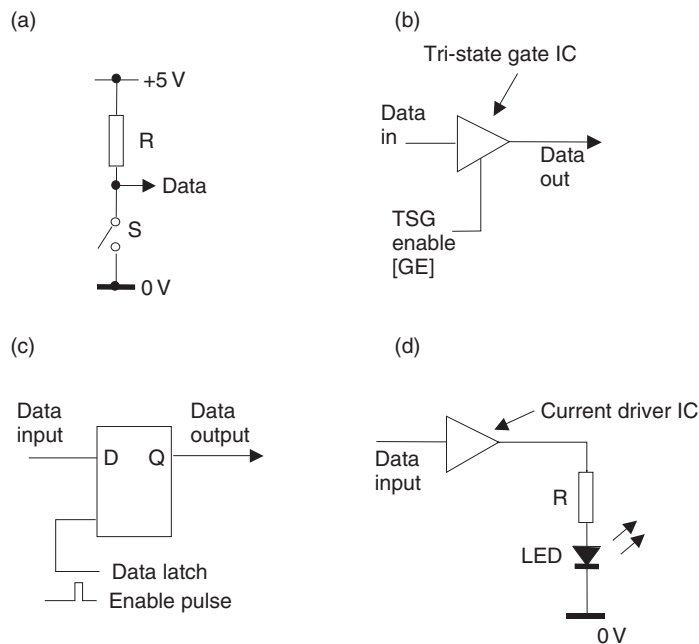 (a)
+5 V
R
Data
S
0 V
(b)
Tri-state gate IC
Data
in
Data
out
TSG
enable
[GE]
(c)
Data
input
Data
output
D Q
Data latch
Enable pulse
(d)
Current driver IC
Data
input
R
LED
0 V